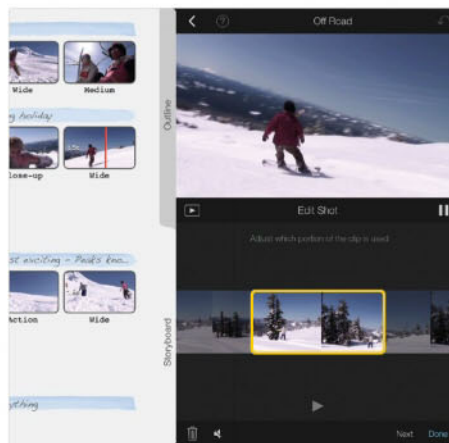 Off Road
Wide
Medium
Outline
g holiday
lose-up
Wide
Edit Shot
Adjust which portion of the clip is used
st exciting – Peaks kno...
ction
Wide
Storyboard
ything
Next
Done